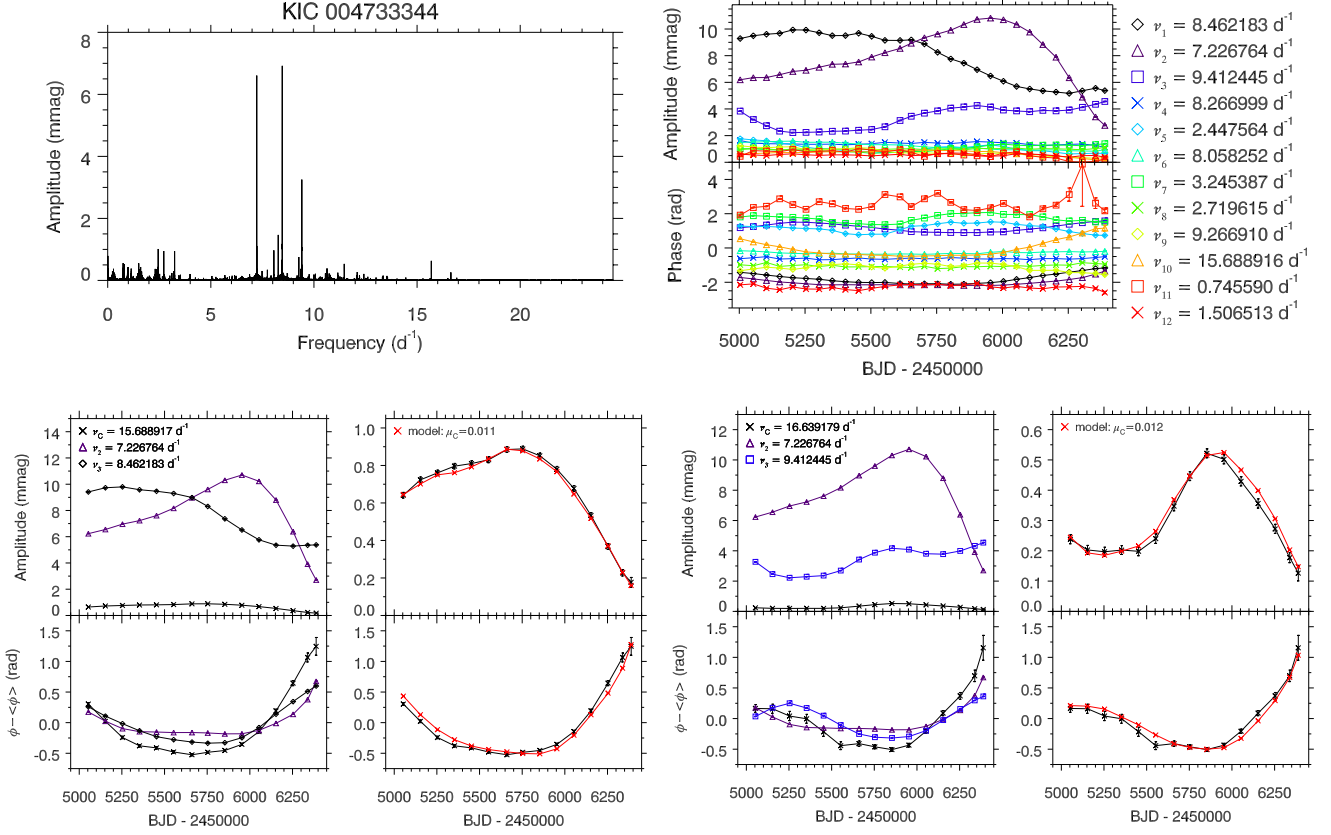 KIC 004733344
Amplitude (mmag)
8
6
4
2
0
0 5 10 15 20
Frequency (d⁻¹)
Amplitude (mmag)
10
8
6
4
2
0
Phase (rad)
4
2
0
-2
5000 5250 5500 5750 6000 6250
BJD - 2450000
ν₁ = 8.462183 d⁻¹
ν₂ = 7.226764 d⁻¹
ν₃ = 9.412445 d⁻¹
ν₄ = 8.266999 d⁻¹
ν₅ = 2.447564 d⁻¹
ν₆ = 8.058252 d⁻¹
ν₇ = 3.245387 d⁻¹
ν₈ = 2.719615 d⁻¹
ν₉ = 9.266910 d⁻¹
ν₁₀ = 15.688916 d⁻¹
ν₁₁ = 0.745590 d⁻¹
ν₁₂ = 1.506513 d⁻¹
Amplitude (mmag)
14
12
10
8
6
4
2
0
ν_C = 15.688917 d⁻¹
ν₂ = 7.226764 d⁻¹
ν₃ = 8.462183 d⁻¹
ϕ−<ϕ> (rad)
1.5
1.0
0.5
0.0
-0.5
5000 5250 5500 5750 6000 6250
BJD - 2450000
1.0
0.8
0.6
0.4
0.2
0.0
model: μ_C=0.011
1.5
1.0
0.5
0.0
-0.5
5000 5250 5500 5750 6000 6250
BJD - 2450000
Amplitude (mmag)
12
10
8
6
4
2
0
ν_C = 16.639179 d⁻¹
ν₂ = 7.226764 d⁻¹
ν₃ = 9.412445 d⁻¹
ϕ−<ϕ> (rad)
1.5
1.0
0.5
0.0
-0.5
5000 5250 5500 5750 6000 6250
BJD - 2450000
0.6
0.5
0.4
0.3
0.2
0.1
0.0
model: μ_C=0.012
1.5
1.0
0.5
0.0
-0.5
5000 5250 5500 5750 6000 6250
BJD - 2450000